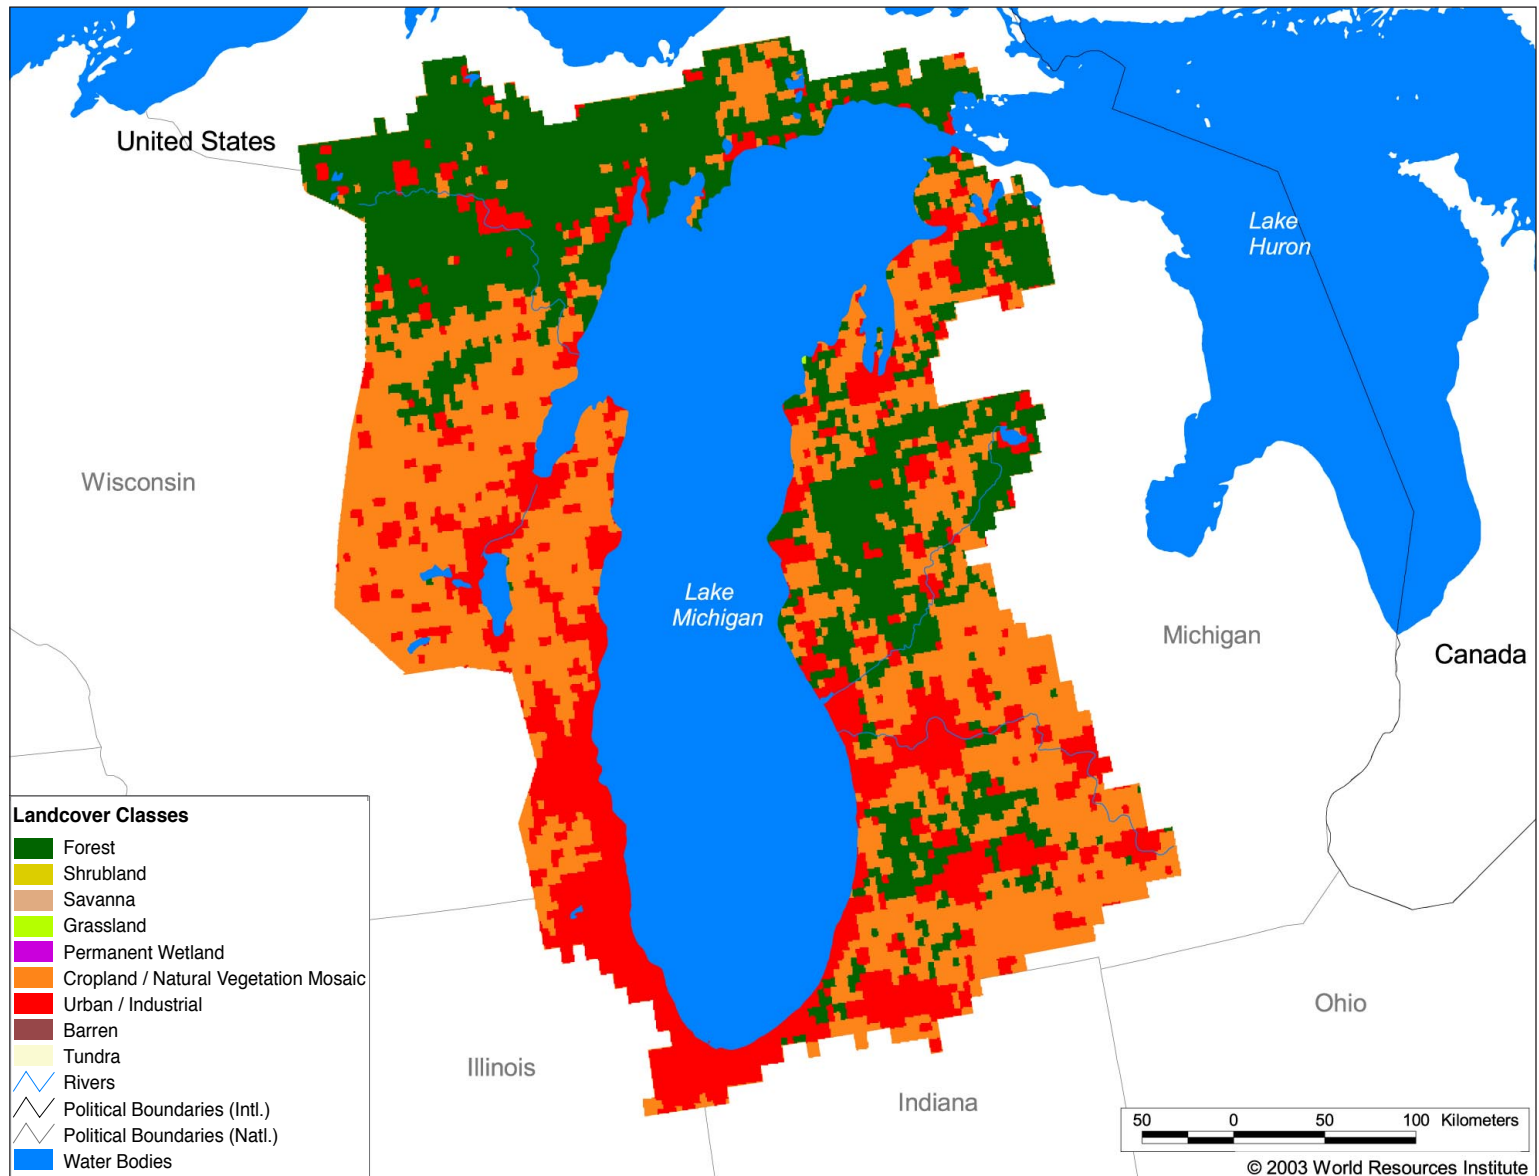 United States
Lake
Huron
Wisconsin
Lake
Michigan
Michigan
Canada
Landcover Classes
Forest
Shrubland
Savanna
Grassland
Permanent Wetland
Cropland / Natural Vegetation Mosaic
Urban / Industrial
Barren
Tundra
Rivers
Political Boundaries (Intl.)
Political Boundaries (Natl.)
Water Bodies
Ohio
Illinois
Indiana
50 0 50 100 Kilometers
© 2003 World Resources Institute